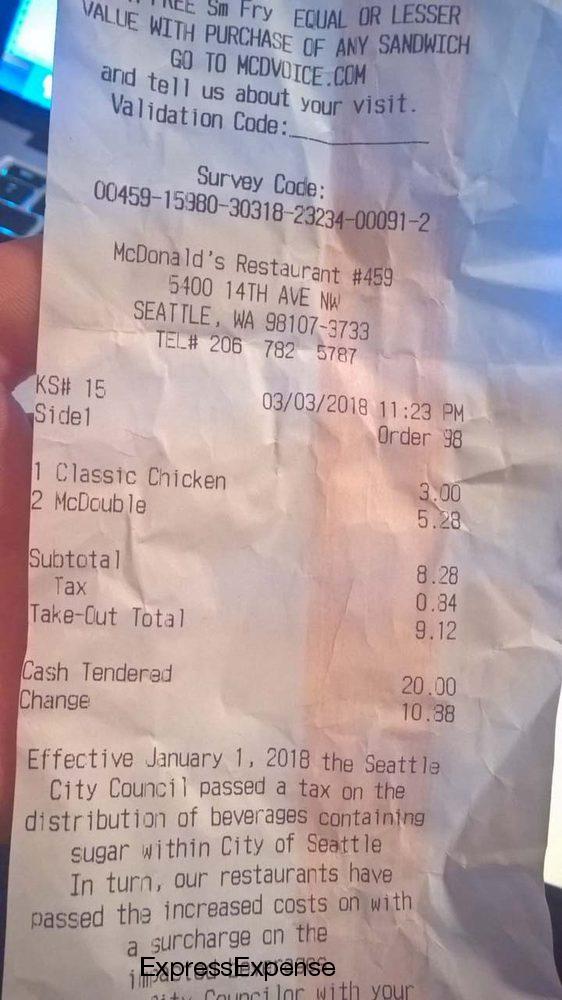 FREE Sm Fry EQUAL OR LESSER
VALUE WITH PURCHASE OF ANY SANDWICH
GO TO MCDVOICE.COM
and tell us about your visit.
Validation Code:
Survey Code:
00459-15980-30318-23234-00091-2
McDonald's Restaurant #459
5400 14TH AVE NW
SEATTLE, WA 98107-3733
TEL# 206 782 5787
KS# 15 03/03/2018 11:23 PM
Side1 Order 98
1 Classic Chicken 3.00
2 McDouble 5.28
Subtotal 8.28
Tax 0.84
Take-Out Total 9.12
Cash Tendered 20.00
Change 10.88
Effective January 1, 2018 the Seattle
City Council passed a tax on the
distribution of beverages containing
sugar within City of Seattle
In turn, our restaurants have
passed the increased costs on with
a surcharge on the
impacted beverages
ExpressExpense
City Councilor with your